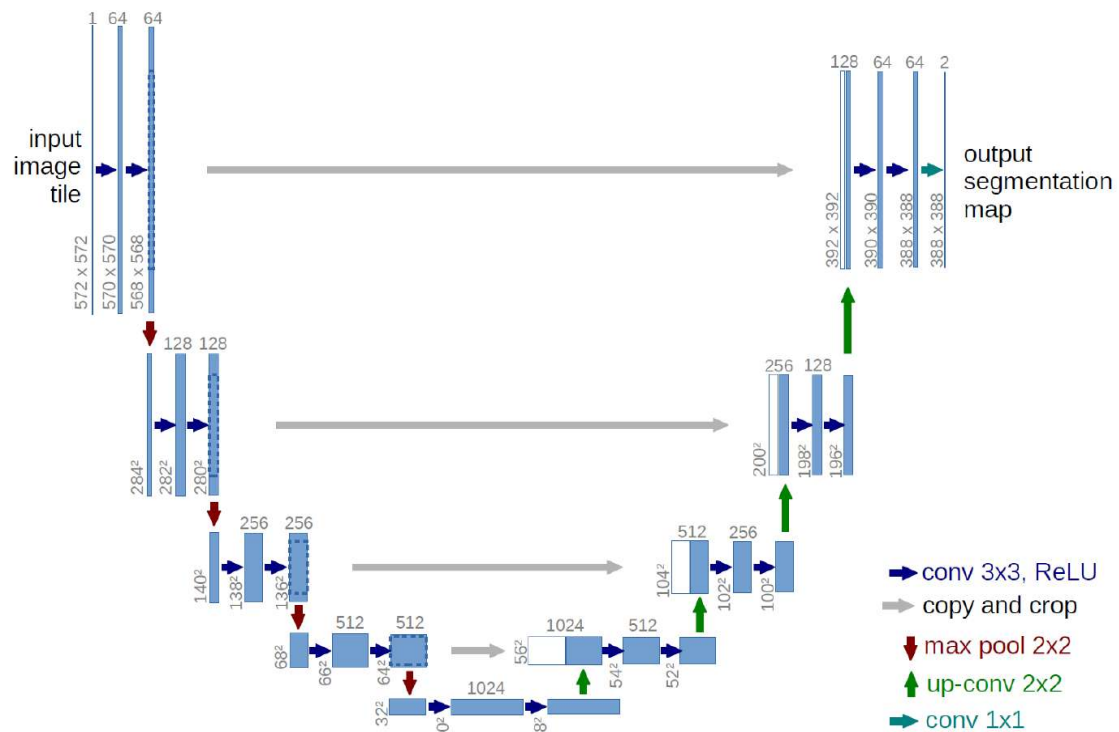 1 64 64
input
image
tile
572 x 572
570 x 570
568 x 568
128 64 64 2
output
segmentation
map
392 x 392
390 x 390
388 x 388
388 x 388
128 128
284²
282²
280²
256 128
200²
198²
196²
256 256
140²
138²
136²
512 256
104²
102²
100²
512 512
68²
66²
64²
1024 512
56²
54²
52²
1024
32²
0²
8²
conv 3x3, ReLU
copy and crop
max pool 2x2
up-conv 2x2
conv 1x1